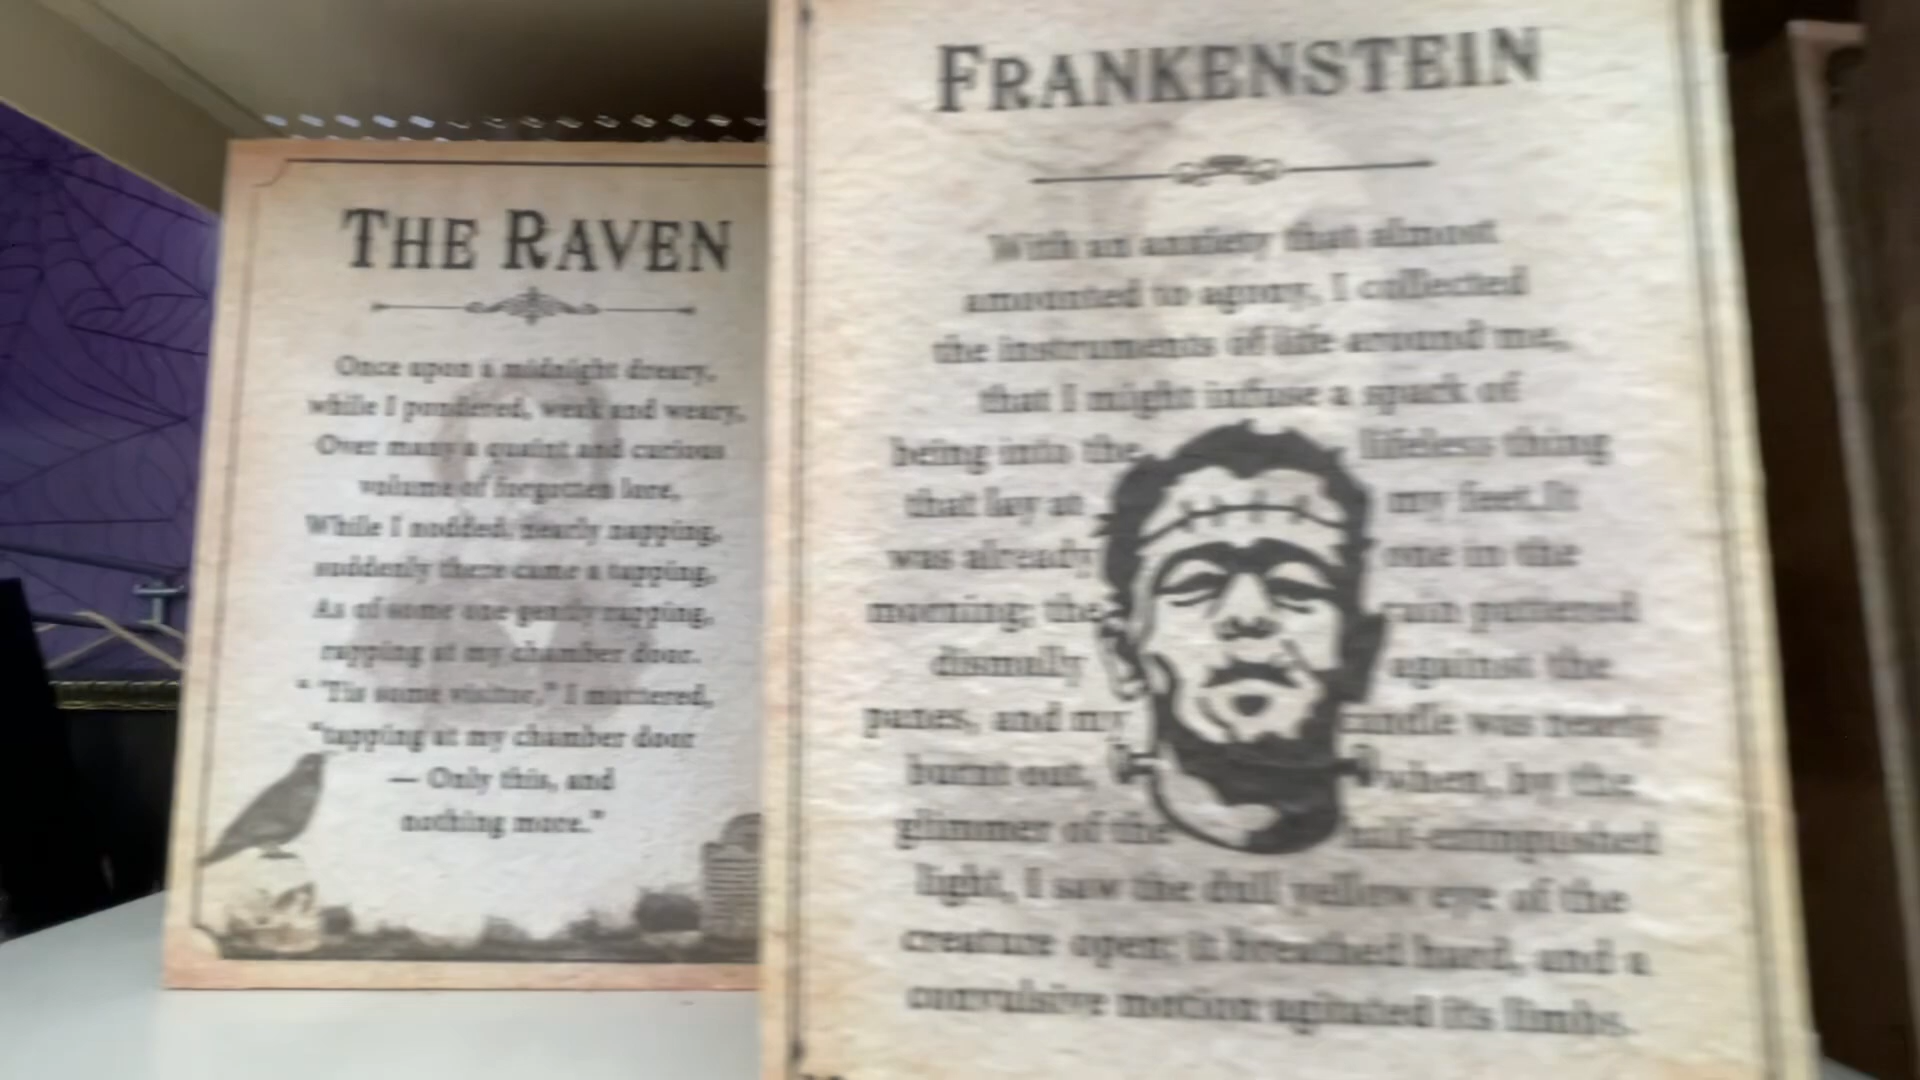 THE RAVEN
Once upon a midnight dreary,
while I pondered, weak and weary,
Over many a quaint and curious
volume of forgotten lore,
While I nodded, nearly napping,
suddenly there came a tapping,
As of some one gently rapping,
rapping at my chamber door.
" 'Tis some visitor," I muttered,
"tapping at my chamber door
— Only this, and
nothing more."
FRANKENSTEIN
With an anxiety that almost
amounted to agony, I collected
the instruments of life around me,
that I might infuse a spark of
being into the lifeless thing
that lay at my feet. It
was already one in the
morning; the rain pattered
dismally against the
panes, and my candle was nearly
burnt out, when, by the
glimmer of the half-extinguished
light, I saw the dull yellow eye of the
creature open; it breathed hard, and a
convulsive motion agitated its limbs.